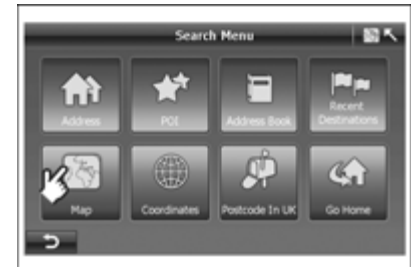 Search Menu
Address
POI
Address Book
Recent
Destinations
Map
Coordinates
Postcode In UK
Go Home